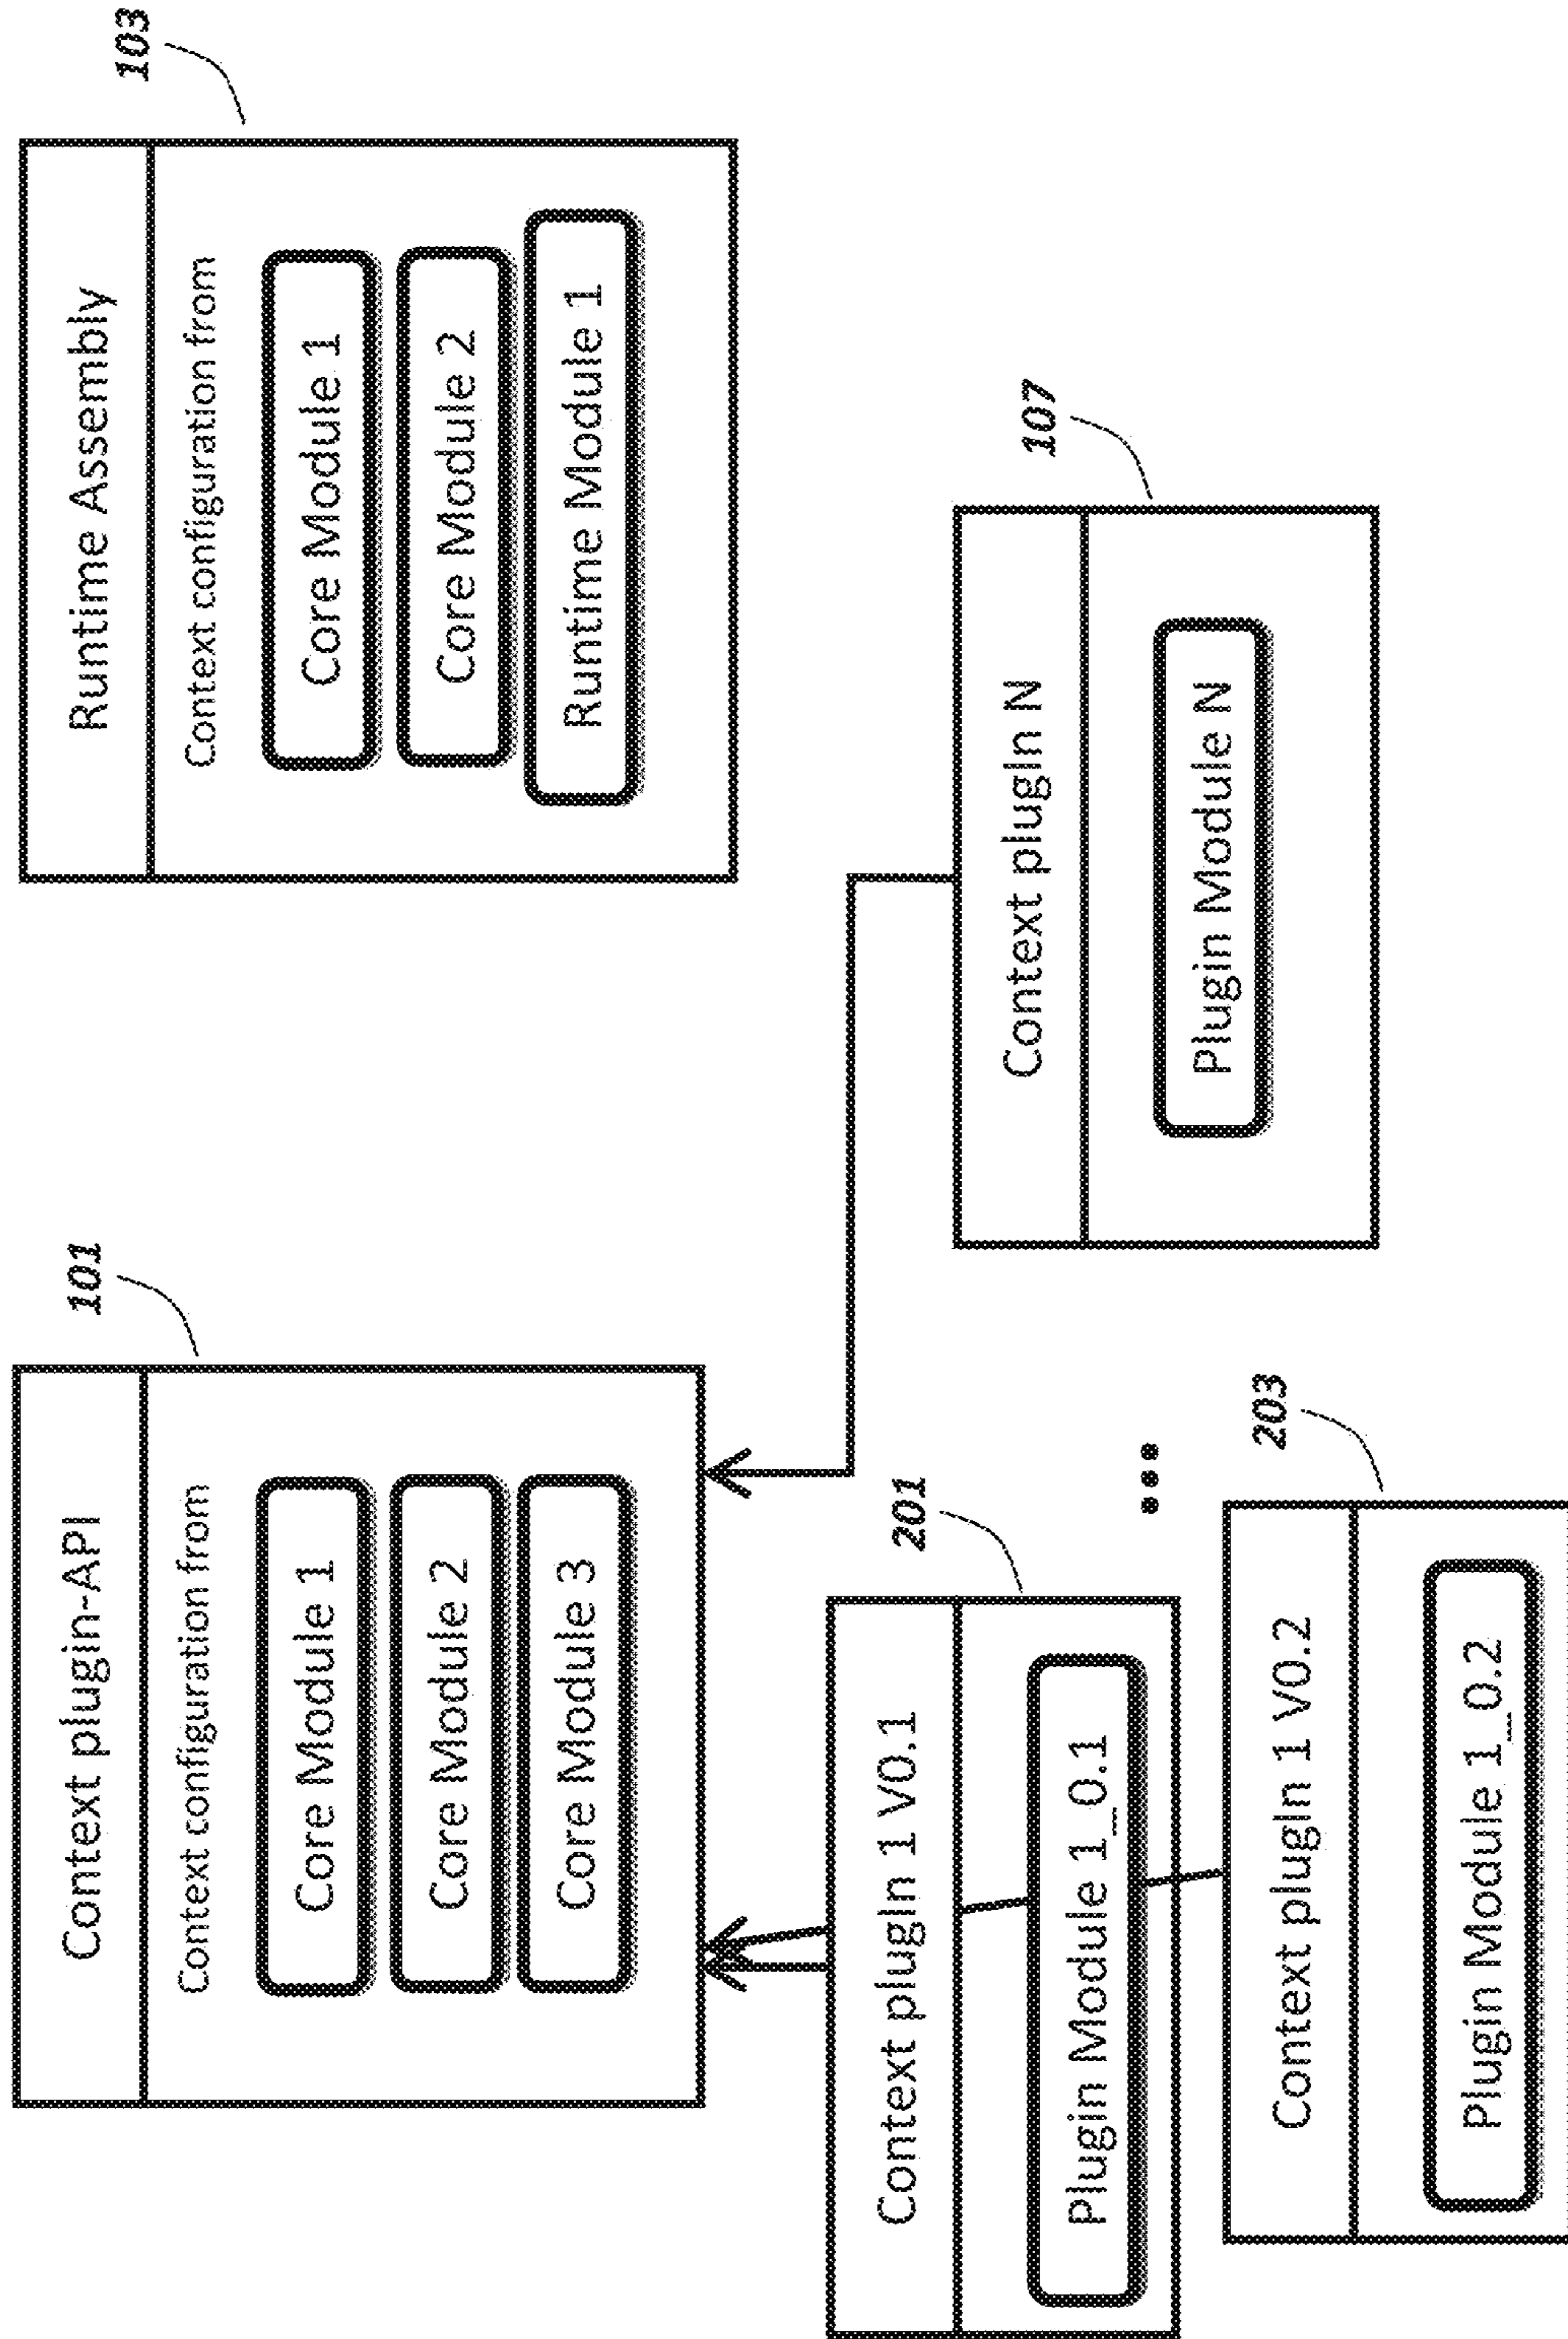 101
Context plugin-API
Context configuration from
Core Module 1
Core Module 2
Core Module 3
103
Runtime Assembly
Context configuration from
Core Module 1
Core Module 2
Runtime Module 1
201
Context plugIn 1 V0.1
Plugin Module 1_0.1
203
Context plugIn 1 V0.2
Plugin Module 1_0.2
...
107
Context plugIn N
Plugin Module N